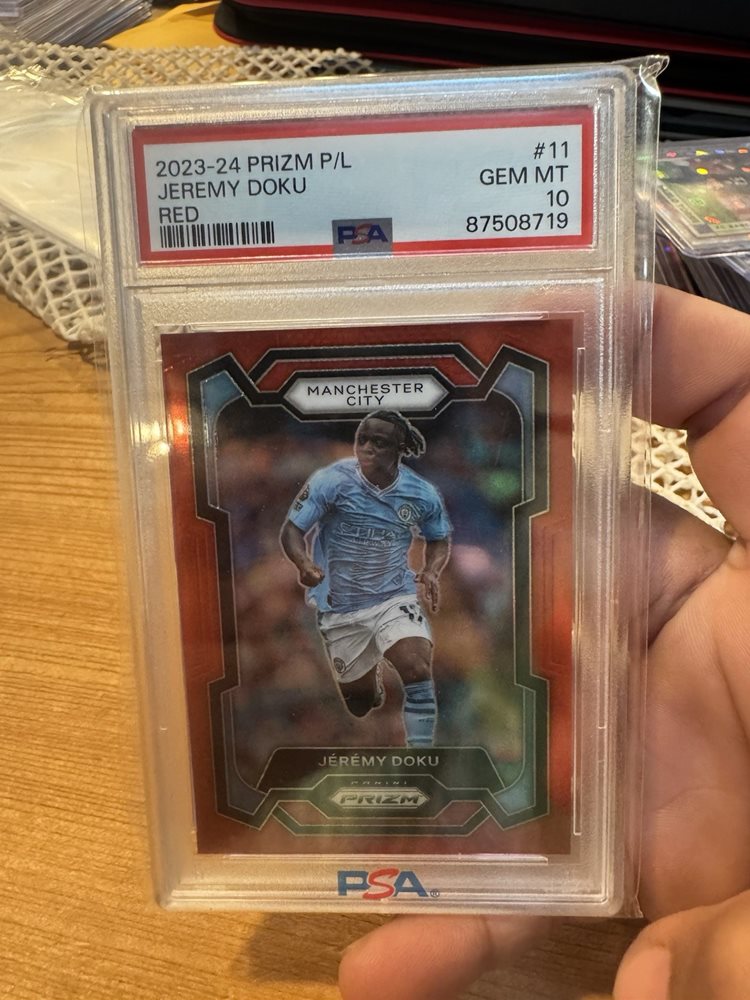 2023-24 PRIZM P/L #11
JEREMY DOKU GEM MT
RED 10
PSA 87508719
MANCHESTER
CITY
JÉRÉMY DOKU
PANINI
PRIZM
PSA®